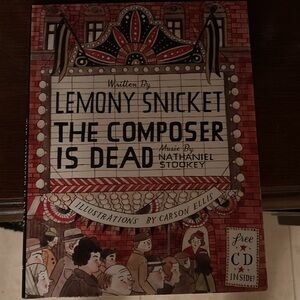 Written By
LEMONY SNICKET
THE COMPOSER
IS DEAD
Music By
NATHANIEL
STOOKEY
ILLUSTRATIONS BY CARSON ELLIS
free
CD
INSIDE!